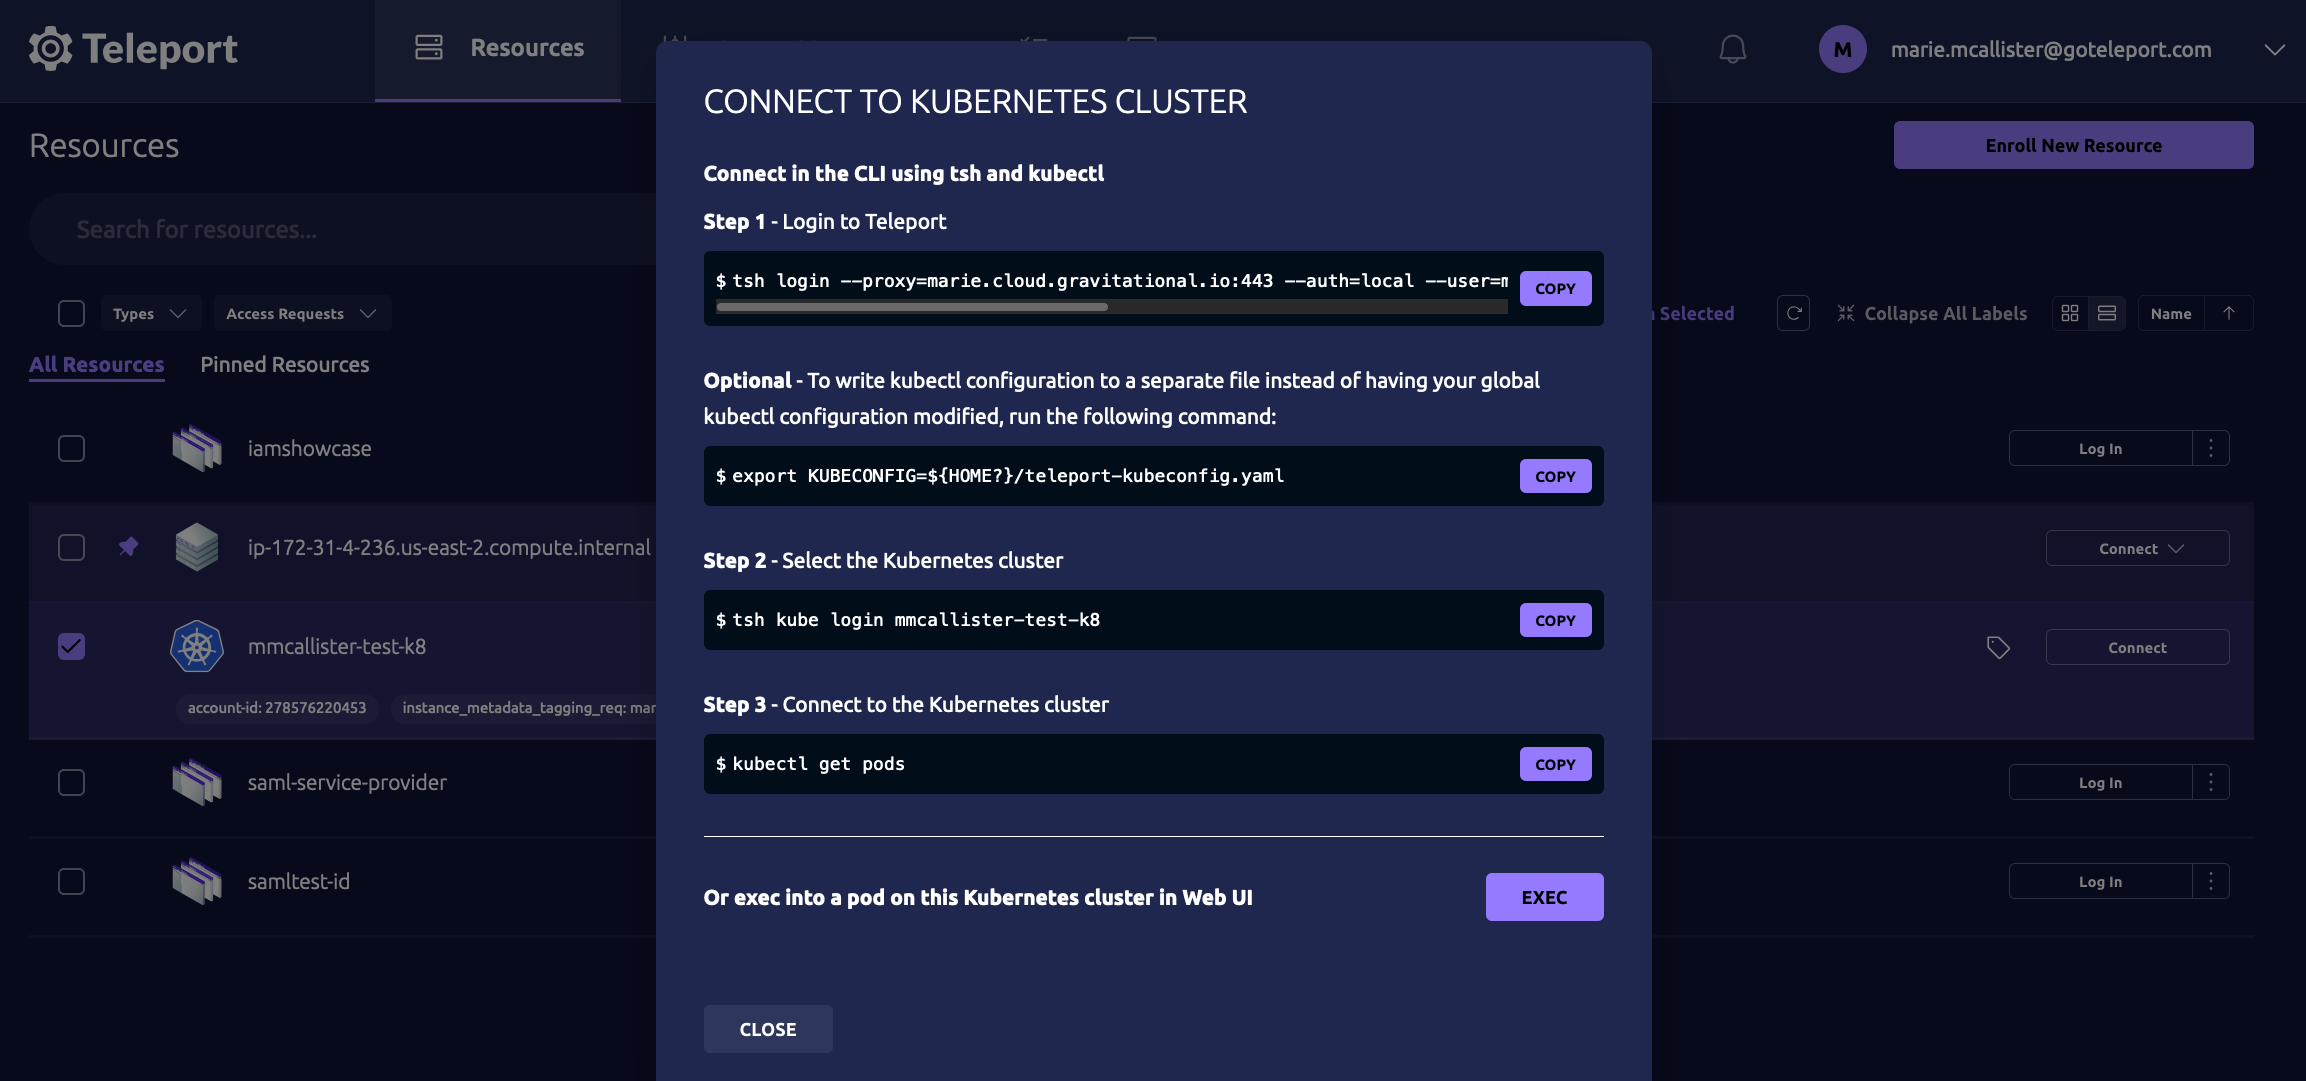 Teleport
Resources
M
marie.mcallister@goteleport.com
Resources
Enroll New Resource
Search for resources...
Types
Access Requests
Selected
Collapse All Labels
Name
All Resources
Pinned Resources
iamshowcase
Log In
ip-172-31-4-236.us-east-2.compute.internal
Connect
mmcallister-test-k8
Connect
account-id: 278576220453
instance_metadata_tagging_req:
saml-service-provider
Log In
samltest-id
Log In
CONNECT TO KUBERNETES CLUSTER
Connect in the CLI using tsh and kubectl
Step 1 - Login to Teleport
$ tsh login --proxy=marie.cloud.gravitational.io:443 --auth=local --user=m
COPY
Optional - To write kubectl configuration to a separate file instead of having your global
kubectl configuration modified, run the following command:
$ export KUBECONFIG=${HOME?}/teleport-kubeconfig.yaml
COPY
Step 2 - Select the Kubernetes cluster
$ tsh kube login mmcallister-test-k8
COPY
Step 3 - Connect to the Kubernetes cluster
$ kubectl get pods
COPY
Or exec into a pod on this Kubernetes cluster in Web UI
EXEC
CLOSE